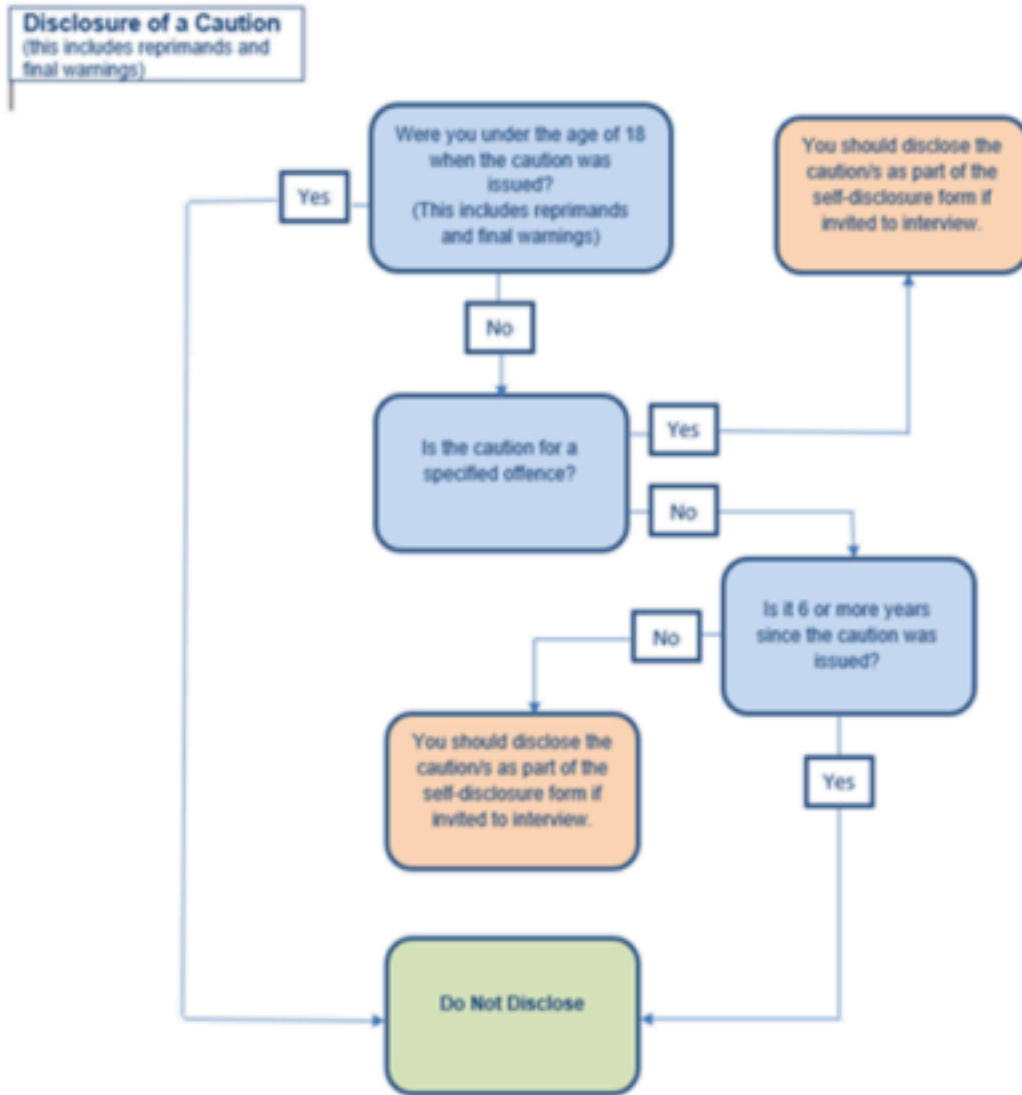 Disclosure of a Caution
(this includes reprimands and
final warnings)
Were you under the age of 18
when the caution was
issued?
(This includes reprimands
and final warnings)
You should disclose the
caution/s as part of the
self-disclosure form if
invited to interview.
Yes
No
Is the caution for a
specified offence?
Yes
No
Is it 6 or more years
since the caution was
issued?
No
You should disclose the
caution/s as part of the
self-disclosure form if
invited to interview.
Yes
Do Not Disclose